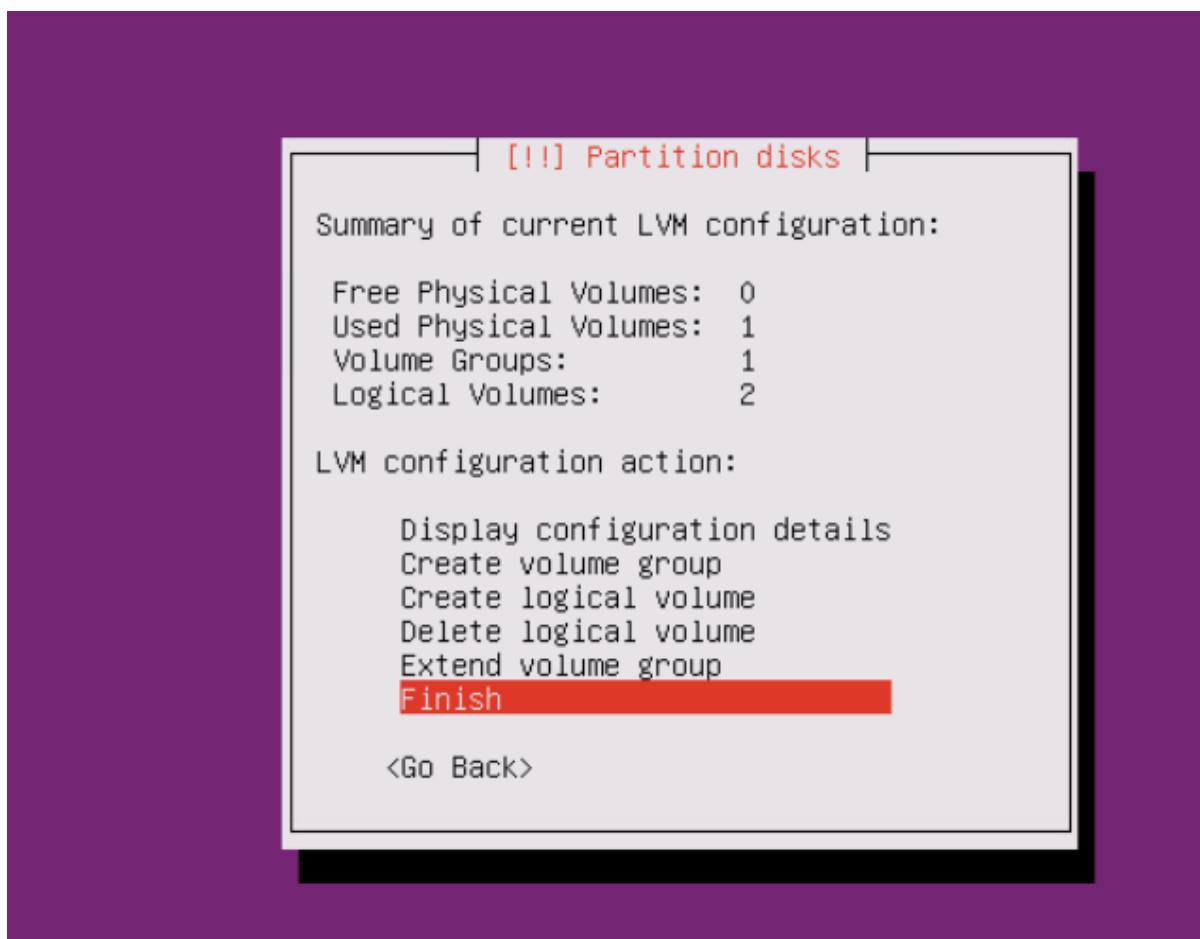 [!!] Partition disks
Summary of current LVM configuration:
Free Physical Volumes: 0
Used Physical Volumes: 1
Volume Groups: 1
Logical Volumes: 2
LVM configuration action:
Display configuration details
Create volume group
Create logical volume
Delete logical volume
Extend volume group
Finish
<Go Back>